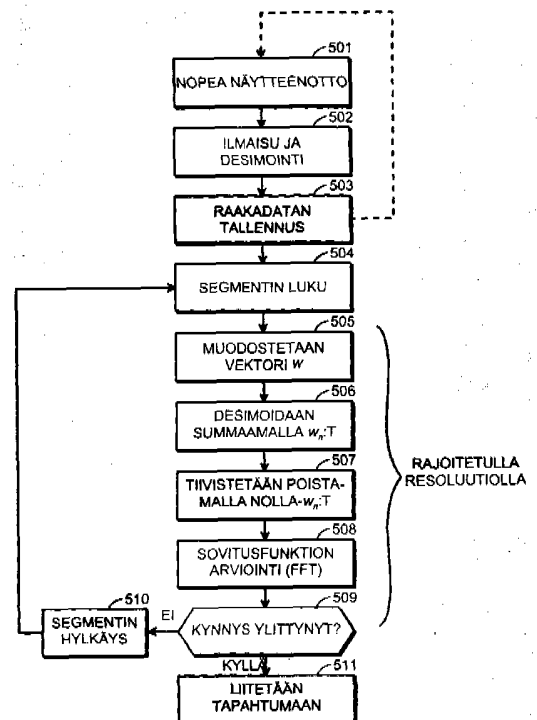 501
NOPEA NÄYTTEENOTTO
502
ILMAISU JA
DESIMOINTI
503
RAAKADATAN
TALLENNUS
504
SEGMENTIN LUKU
505
MUODOSTETAAN
VEKTORI w
506
DESIMOIDAAN
SUMMAAMALLA wn:T
507
TIIVISTETÄÄN POISTA-
MALLA NOLLA-wn:T
508
SOVITUSFUNKTION
ARVIOINTI (FFT)
RAJOITETULLA
RESOLUUTIOLLA
509
KYNNYS YLITTYNYT?
EI
510
SEGMENTIN
HYLKÄYS
KYLLÄ
511
LIITETÄÄN
TAPAHTUMAAN